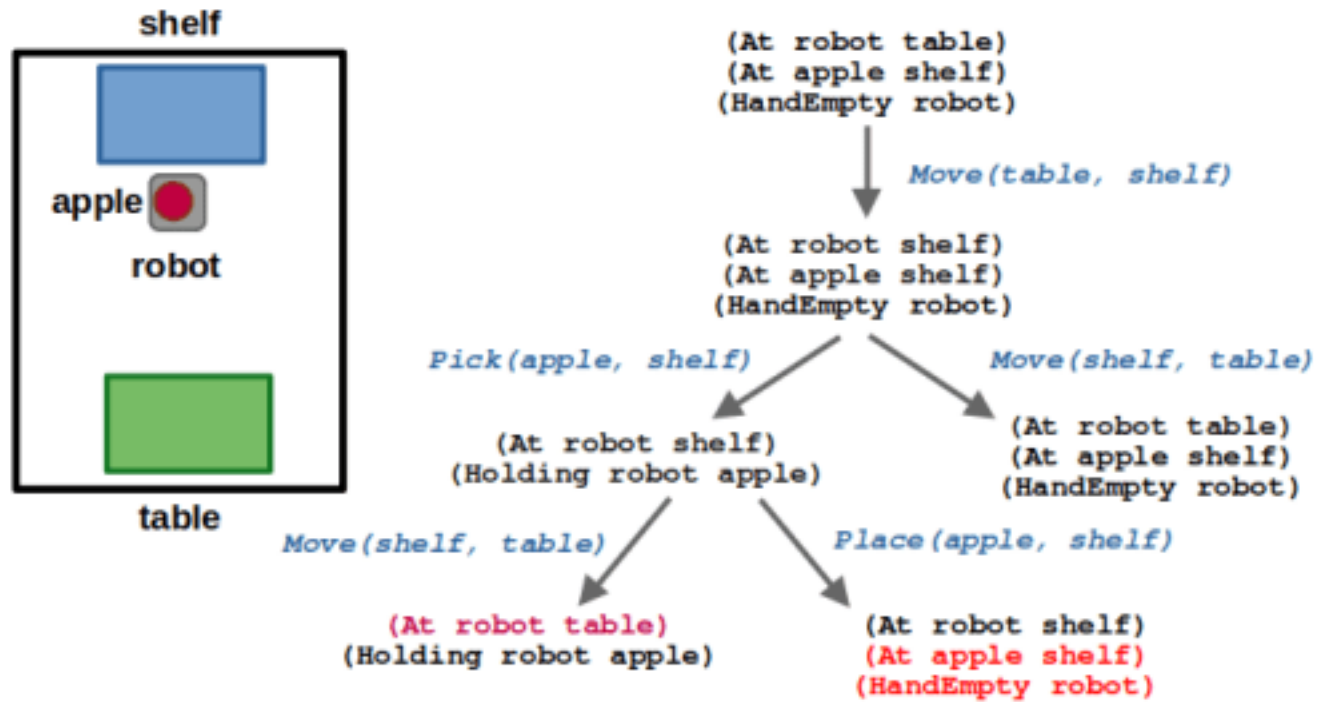 shelf
apple
robot
table
(At robot table)
(At apple shelf)
(HandEmpty robot)
Move(table, shelf)
(At robot shelf)
(At apple shelf)
(HandEmpty robot)
Pick(apple, shelf)
Move(shelf, table)
(At robot shelf)
(Holding robot apple)
(At robot table)
(At apple shelf)
(HandEmpty robot)
Move(shelf, table)
Place(apple, shelf)
(At robot table)
(Holding robot apple)
(At robot shelf)
(At apple shelf)
(HandEmpty robot)